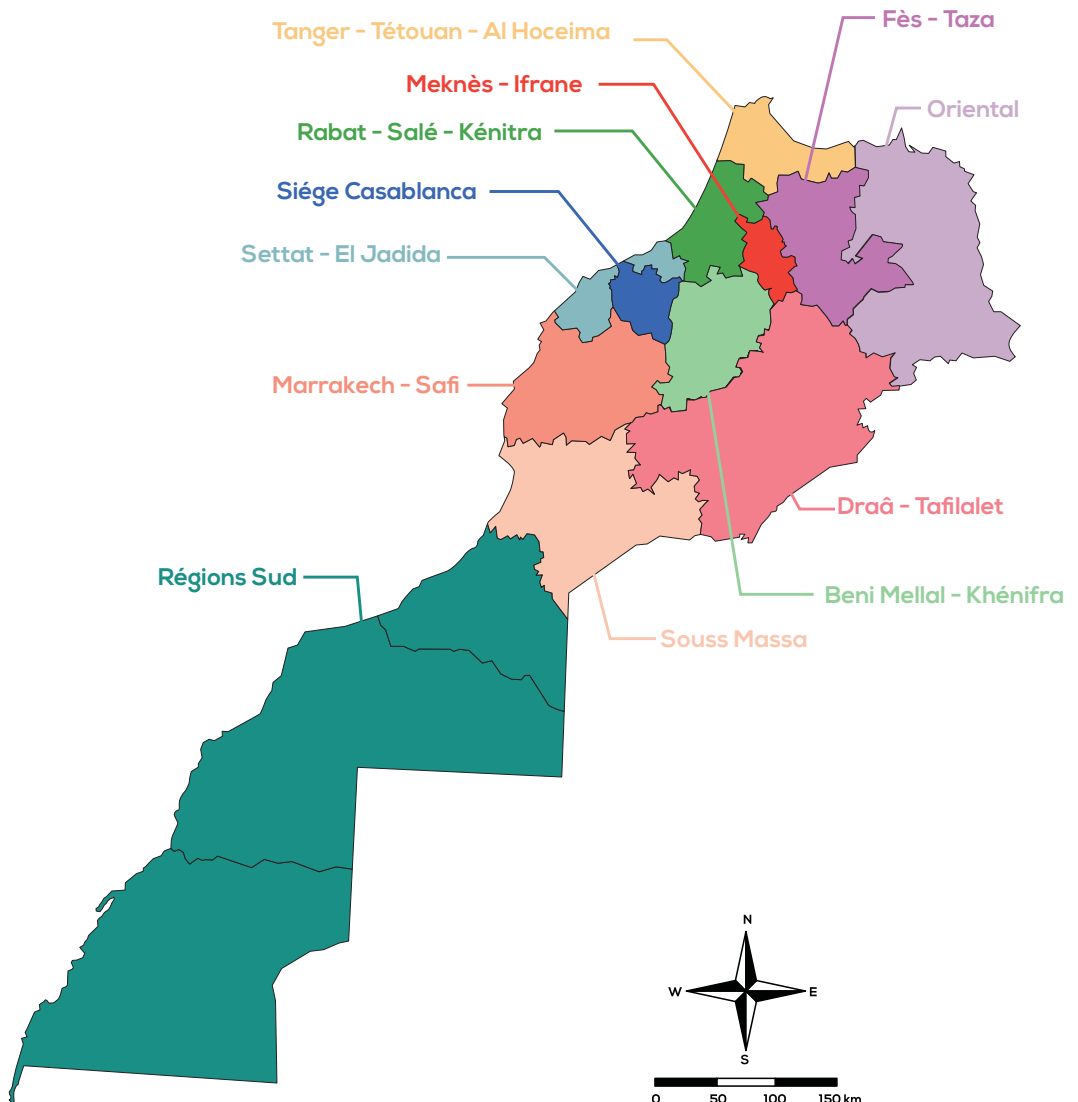 Fès - Taza
Tanger - Tétouan - Al Hoceima
Meknès - Ifrane
Oriental
Rabat - Salé - Kénitra
Siége Casablanca
Settat - El Jadida
Marrakech - Safi
Draâ - Tafilalet
Régions Sud
Beni Mellal - Khénifra
Souss Massa
N
W
E
S
0 50 100 150 km